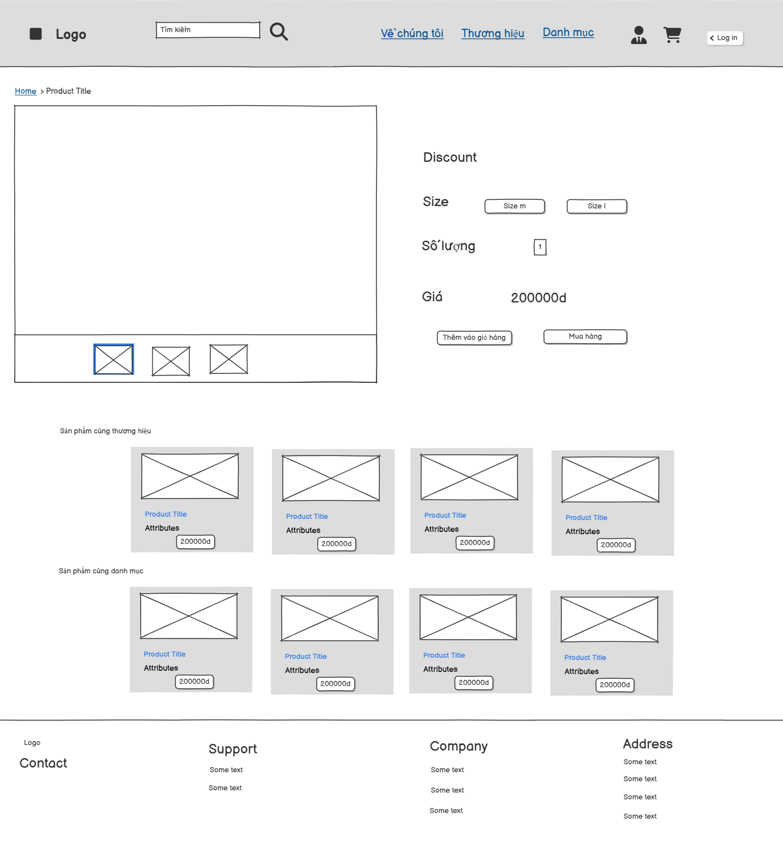 Logo
Tìm kiếm
Về chúng tôi
Thương hiệu
Danh mục
Log in
Home > Product Title
Discount
Size
Size m
Size l
Số lượng
1
Giá
200000đ
Thêm vào giỏ hàng
Mua hàng
Sản phẩm cùng thương hiệu
Product Title
Attributes
200000đ
Product Title
Attributes
200000đ
Product Title
Attributes
200000đ
Product Title
Attributes
200000đ
Sản phẩm cùng danh mục
Product Title
Attributes
200000đ
Product Title
Attributes
200000đ
Product Title
Attributes
200000đ
Product Title
Attributes
200000đ
Logo
Contact
Support
Some text
Some text
Company
Some text
Some text
Some text
Address
Some text
Some text
Some text
Some text